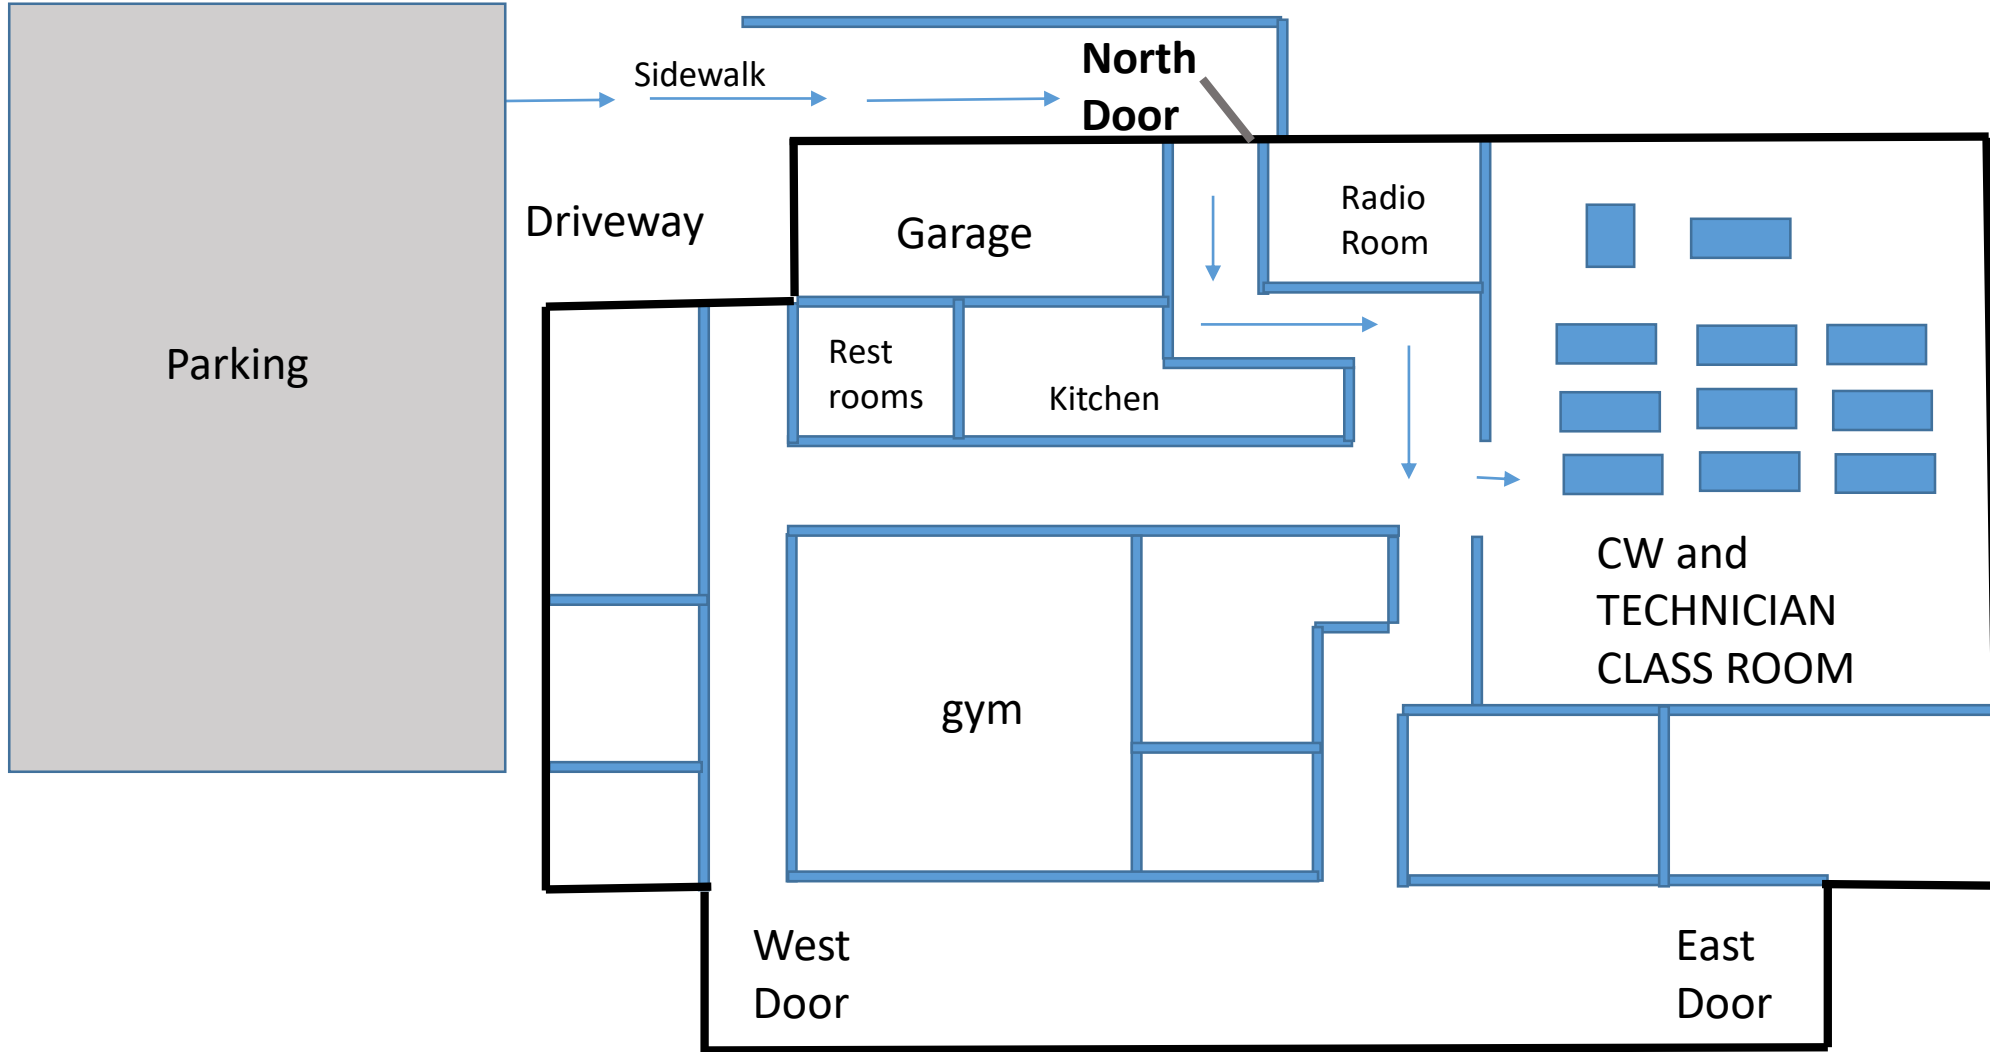 Sidewalk
North
Door
Driveway
Garage
Radio
Room
Parking
Rest
rooms
Kitchen
CW and
TECHNICIAN
CLASS ROOM
gym
West
Door
East
Door